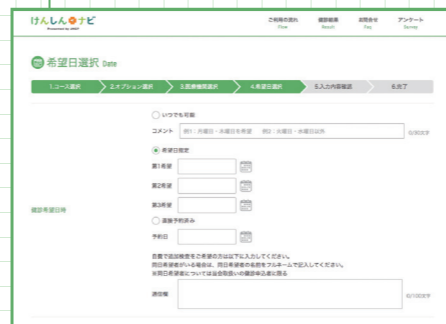 けんしんナビ
Presented by JMDP
ご利用の流れ
Flow
健診結果
Results
お問合せ
Faq
アンケート
Survey
希望日選択 Date
1.コース選択
2.オプション選択
3.医療機関選択
4.希望日選択
5.入力内容確認
6.完了
健診希望日時
いつでも可能
コメント
例1:月曜日・木曜日を希望 例2:火曜日・水曜日以外
0/30文字
希望日指定
第1希望
第2希望
第3希望
直接予約済み
予約日
自費で追加検査をご希望の方は以下に入力してください。
同日希望者がいる場合は、同日希望者の名前をフルネームで記入してください。
※同日希望者については当会取扱いの健診申込者に限る
通信欄
0/100文字